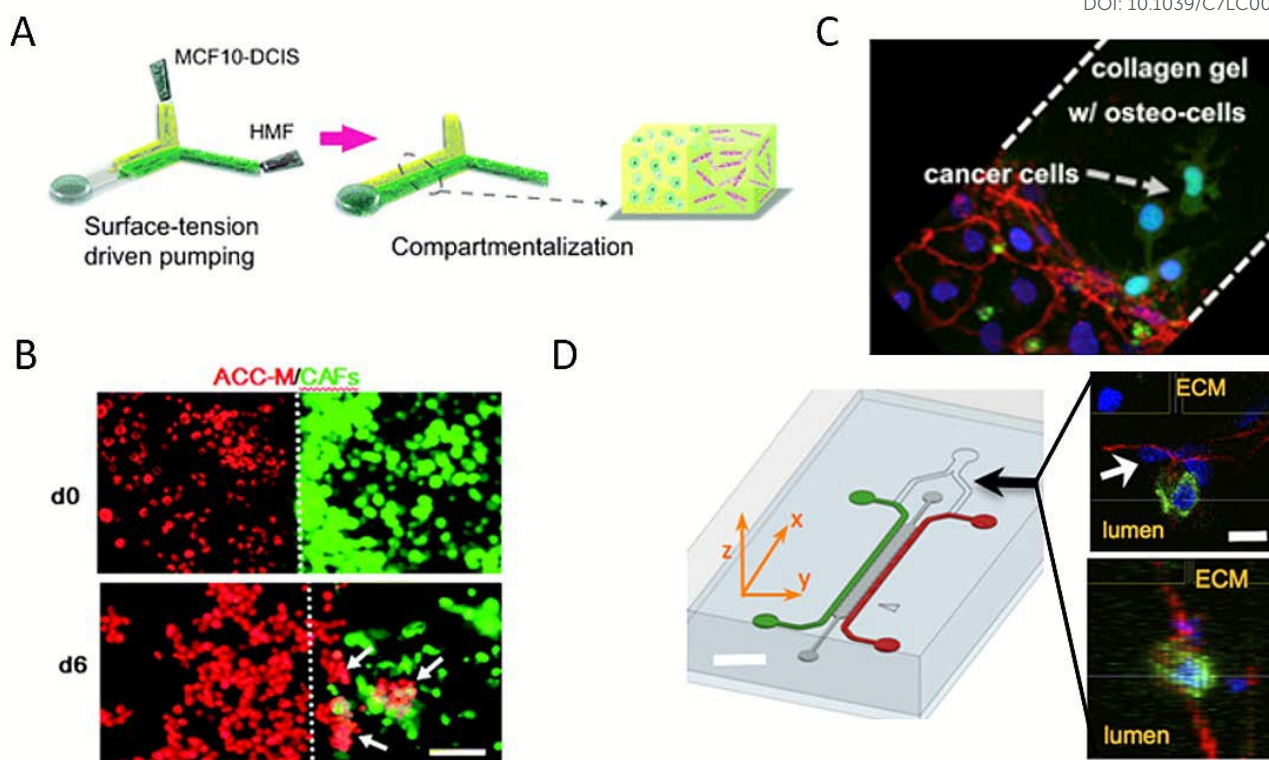 DOI: 10.1039/C7LC00
A
MCF10-DCIS
HMF
Surface-tension
driven pumping
Compartmentalization
C
collagen gel
w/ osteo-cells
cancer cells
B
ACC-M/CAFs
d0
d6
D
z
x
y
ECM
lumen
ECM
lumen